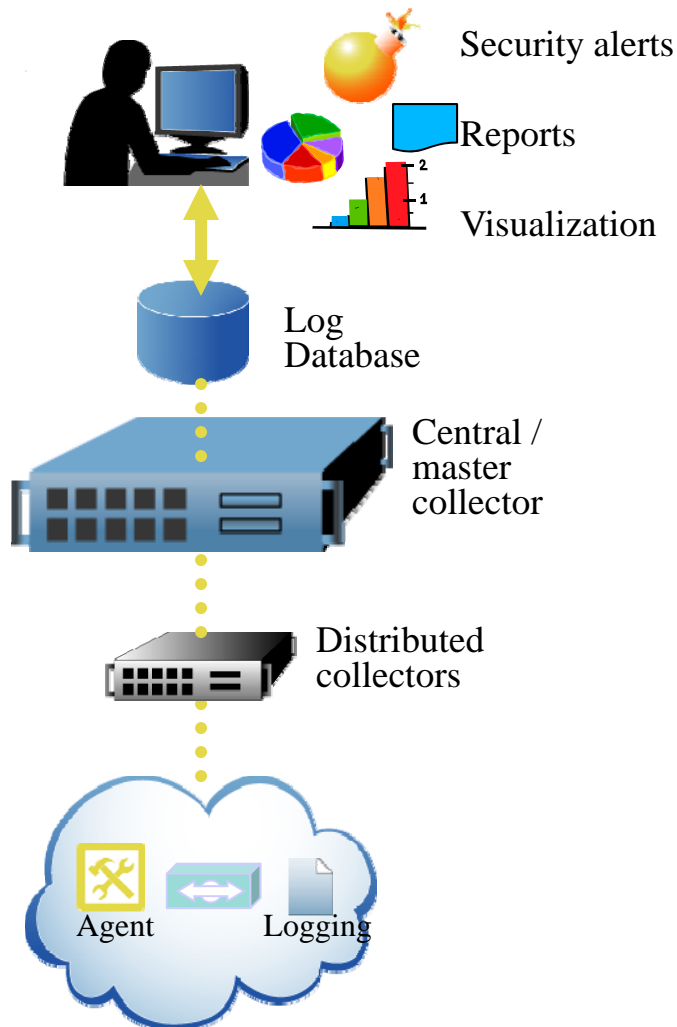 Security alerts
Reports
2
1
Visualization
Log
Database
Central /
master
collector
Distributed
collectors
Agent
Logging